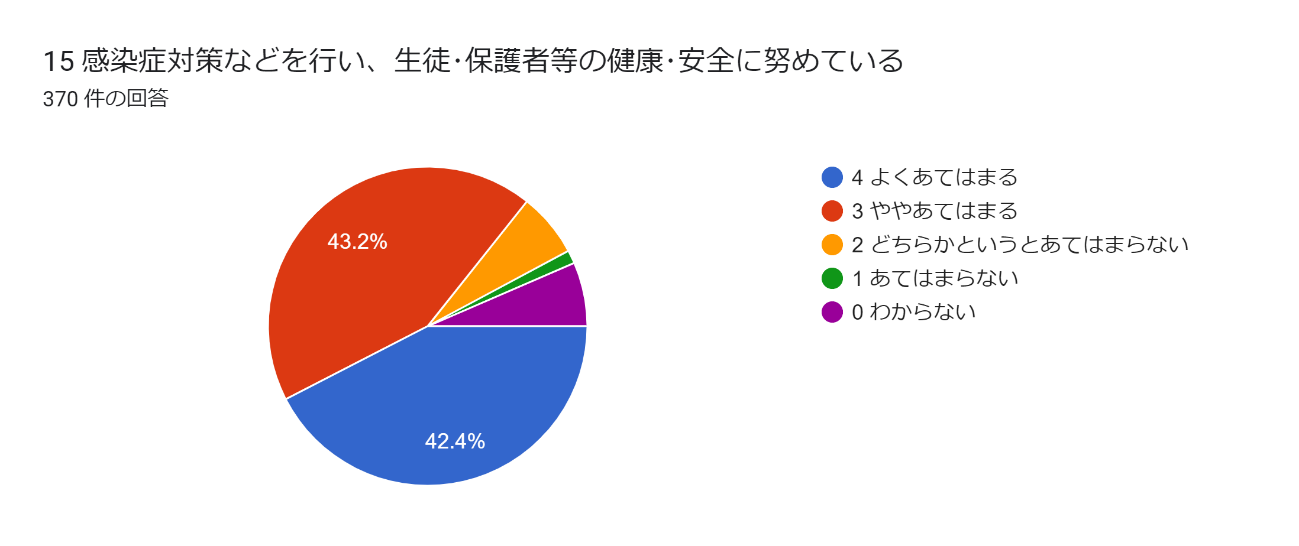 15 感染症対策などを行い、生徒･保護者等の健康･安全に努めている
370 件の回答
43.2%
42.4%
4 よくあてはまる
3 ややあてはまる
2 どちらかというとあてはまらない
1 あてはまらない
0 わからない